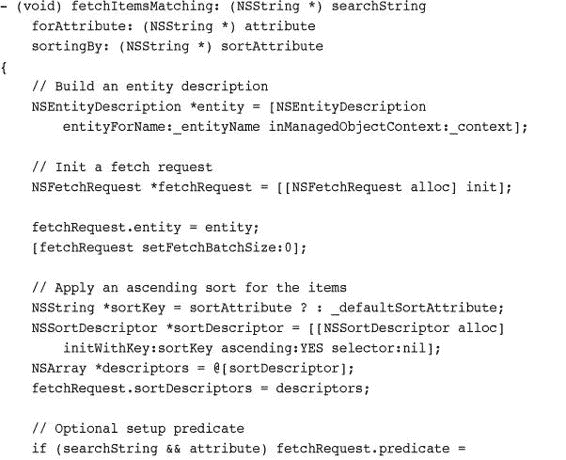 - (void) fetchItemsMatching: (NSString *) searchString
forAttribute: (NSString *) attribute
sortingBy: (NSString *) sortAttribute
{
// Build an entity description
NSEntityDescription *entity = [NSEntityDescription
entityForName:_entityName inManagedObjectContext:_context];
// Init a fetch request
NSFetchRequest *fetchRequest = [[NSFetchRequest alloc] init];
fetchRequest.entity = entity;
[fetchRequest setFetchBatchSize:0];
// Apply an ascending sort for the items
NSString *sortKey = sortAttribute ? : _defaultSortAttribute;
NSSortDescriptor *sortDescriptor = [[NSSortDescriptor alloc]
initWithKey:sortKey ascending:YES selector:nil];
NSArray *descriptors = @[sortDescriptor];
fetchRequest.sortDescriptors = descriptors;
// Optional setup predicate
if (searchString && attribute) fetchRequest.predicate =